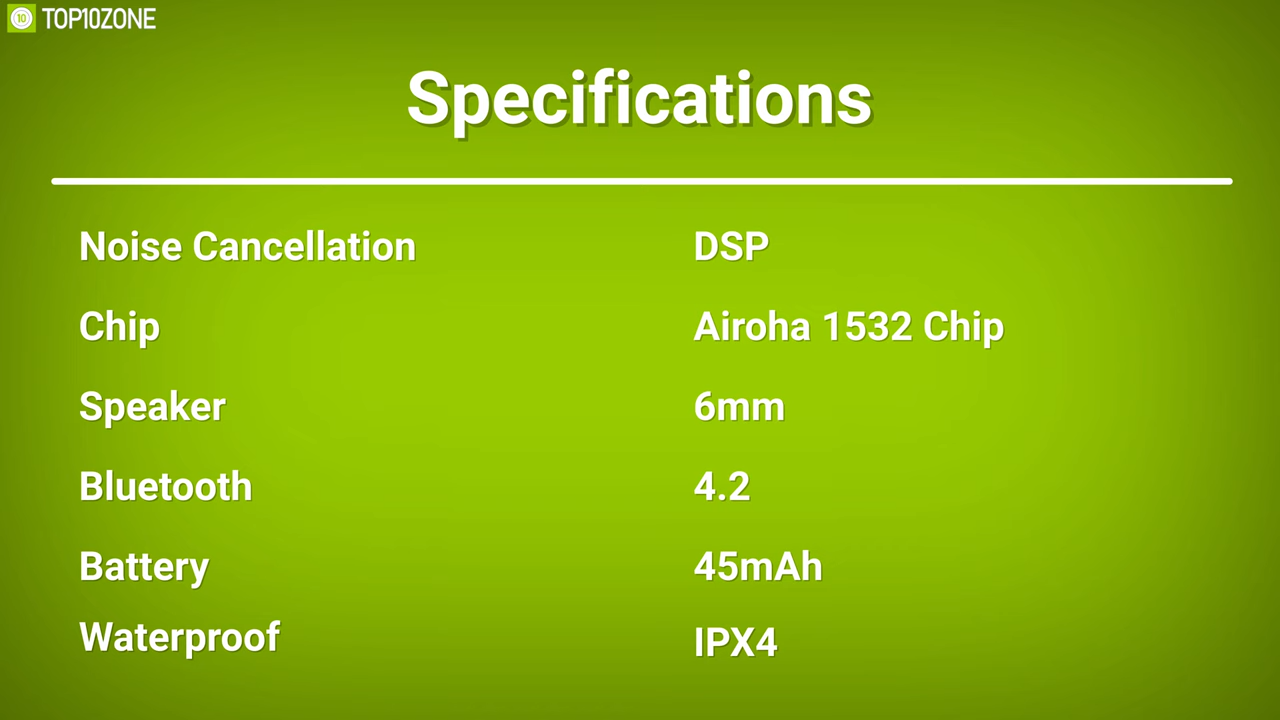 TOP10ZONE
Specifications
Noise Cancellation DSP
Chip Airoha 1532 Chip
Speaker 6mm
Bluetooth 4.2
Battery 45mAh
Waterproof IPX4